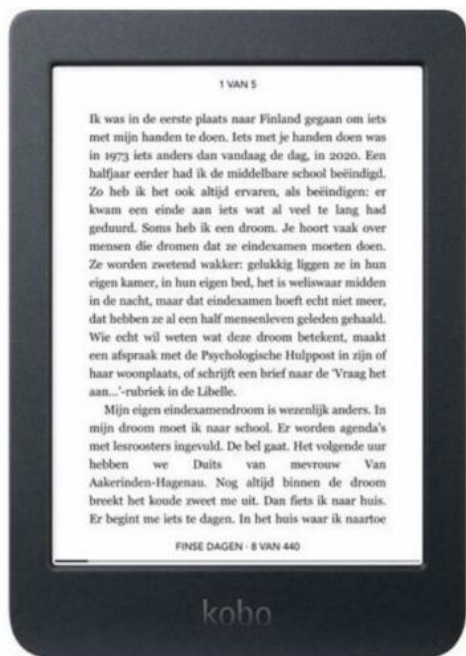 1 VAN 5
Ik was in de eerste plaats naar Finland gegaan om iets
met mijn handen te doen. Iets met je handen doen was
in 1973 iets anders dan vandaag de dag, in 2020. Een
halfjaar eerder had ik de middelbare school beëindigd.
Zo heb ik het ook altijd ervaren, als beëindigen: er
kwam een einde aan iets wat al veel te lang had
geduurd. Soms heb ik een droom. Je hoort vaak over
mensen die dromen dat ze eindexamen moeten doen.
Ze worden zwetend wakker: gelukkig liggen ze in hun
eigen kamer, in hun eigen bed, het is weliswaar midden
in de nacht, maar dat eindexamen hoeft echt niet meer,
dat hebben ze al een half mensenleven geleden gehaald.
Wie echt wil weten wat deze droom betekent, maakt
een afspraak met de Psychologische Hulppost in zijn of
haar woonplaats, of schrijft een brief naar de ‘Vraag het
aan...’-rubriek in de Libelle.
Mijn eigen eindexamendroom is wezenlijk anders. In
mijn droom moet ik naar school. Er worden agenda’s
met lesroosters ingevuld. De bel gaat. Het volgende uur
hebben we Duits van mevrouw Van
Aakerinden-Hagenau. Nog altijd binnen de droom
breekt het koude zweet me uit. Dan fiets ik naar huis.
Er begint me iets te dagen. In het huis waar ik naartoe
FINSE DAGEN · 8 VAN 440
kobo